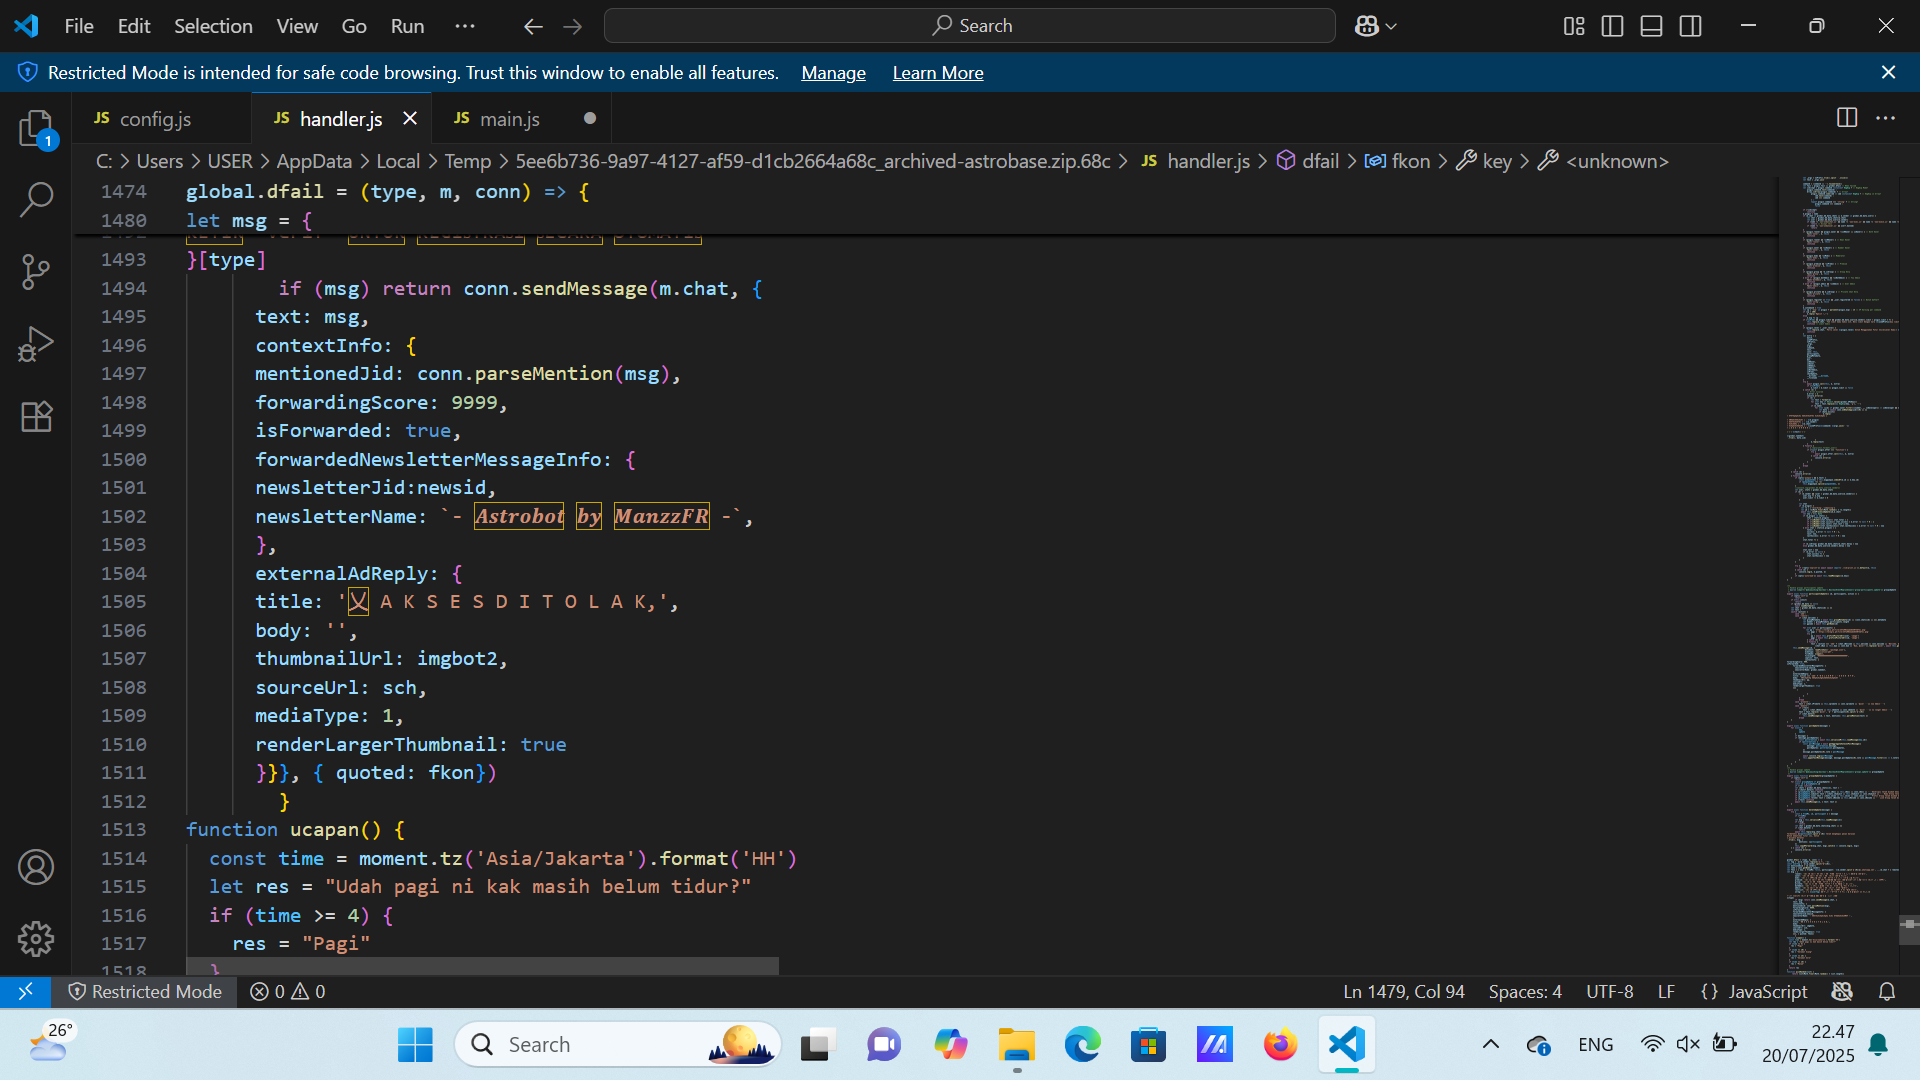 File Edit Selection View Go Run ··· Search
Restricted Mode is intended for safe code browsing. Trust this window to enable all features. Manage Learn More
JS config.js JS handler.js JS main.js
1
C: > Users > USER > AppData > Local > Temp > 5ee6b736-9a97-4127-af59-d1cb2664a68c_archived-astrobase.zip.68c > JS handler.js > dfail > fkon > key > <unknown>
1474 global.dfail = (type, m, conn) => {
1480 let msg = {
1493 }[type]
1494 if (msg) return conn.sendMessage(m.chat, {
1495 text: msg,
1496 contextInfo: {
1497 mentionedJid: conn.parseMention(msg),
1498 forwardingScore: 9999,
1499 isForwarded: true,
1500 forwardedNewsletterMessageInfo: {
1501 newsletterJid:newsid,
1502 newsletterName: `- 𝑨𝒔𝒕𝒓𝒐𝒃𝒐𝒕 𝒃𝒚 𝑴𝒂𝒏𝒛𝒛𝑭𝑹 -`,
1503 },
1504 externalAdReply: {
1505 title: '乂 A K S E S D I T O L A K,',
1506 body: '',
1507 thumbnailUrl: imgbot2,
1508 sourceUrl: sch,
1509 mediaType: 1,
1510 renderLargerThumbnail: true
1511 }}}, { quoted: fkon})
1512 }
1513 function ucapan() {
1514 const time = moment.tz('Asia/Jakarta').format('HH')
1515 let res = "Udah pagi ni kak masih belum tidur?"
1516 if (time >= 4) {
1517 res = "Pagi"
1518 }
Restricted Mode 0 0 Ln 1479, Col 94 Spaces: 4 UTF-8 LF {} JavaScript
26° Search ENG 22.47
20/07/2025